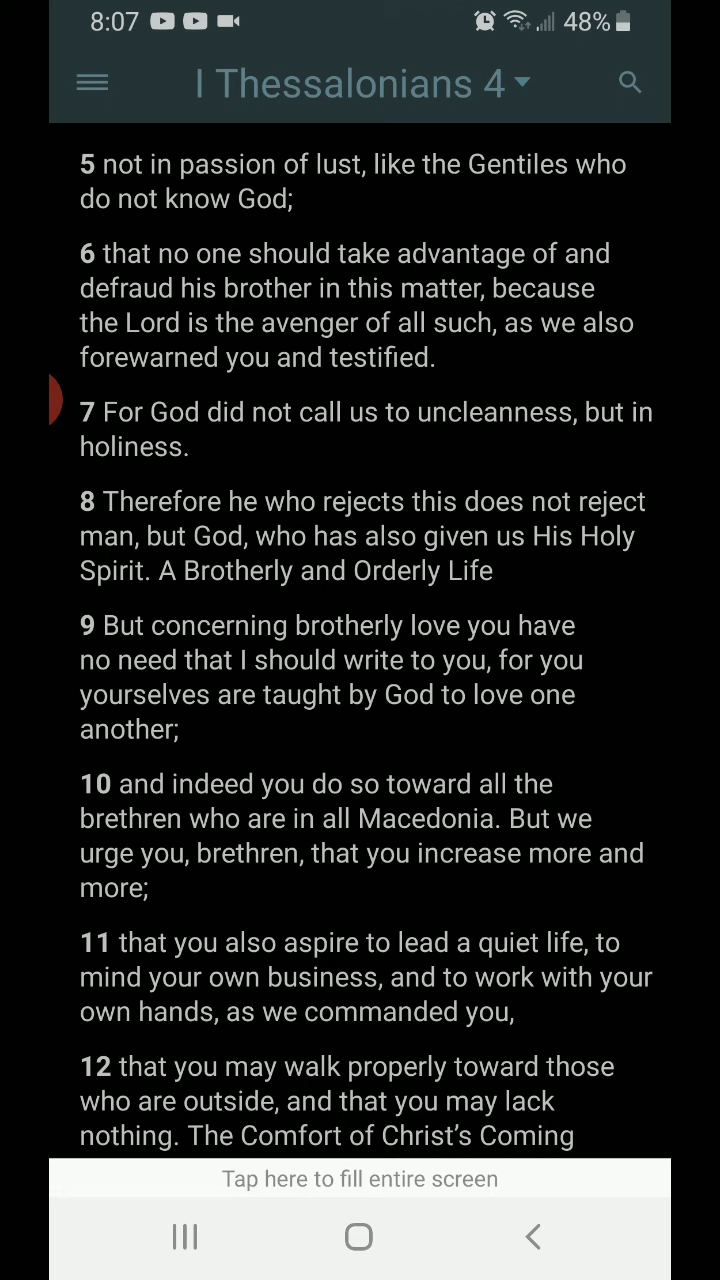 8:07 48%
I Thessalonians 4
5 not in passion of lust, like the Gentiles who
do not know God;
6 that no one should take advantage of and
defraud his brother in this matter, because
the Lord is the avenger of all such, as we also
forewarned you and testified.
7 For God did not call us to uncleanness, but in
holiness.
8 Therefore he who rejects this does not reject
man, but God, who has also given us His Holy
Spirit. A Brotherly and Orderly Life
9 But concerning brotherly love you have
no need that I should write to you, for you
yourselves are taught by God to love one
another;
10 and indeed you do so toward all the
brethren who are in all Macedonia. But we
urge you, brethren, that you increase more and
more;
11 that you also aspire to lead a quiet life, to
mind your own business, and to work with your
own hands, as we commanded you,
12 that you may walk properly toward those
who are outside, and that you may lack
nothing. The Comfort of Christ’s Coming
Tap here to fill entire screen